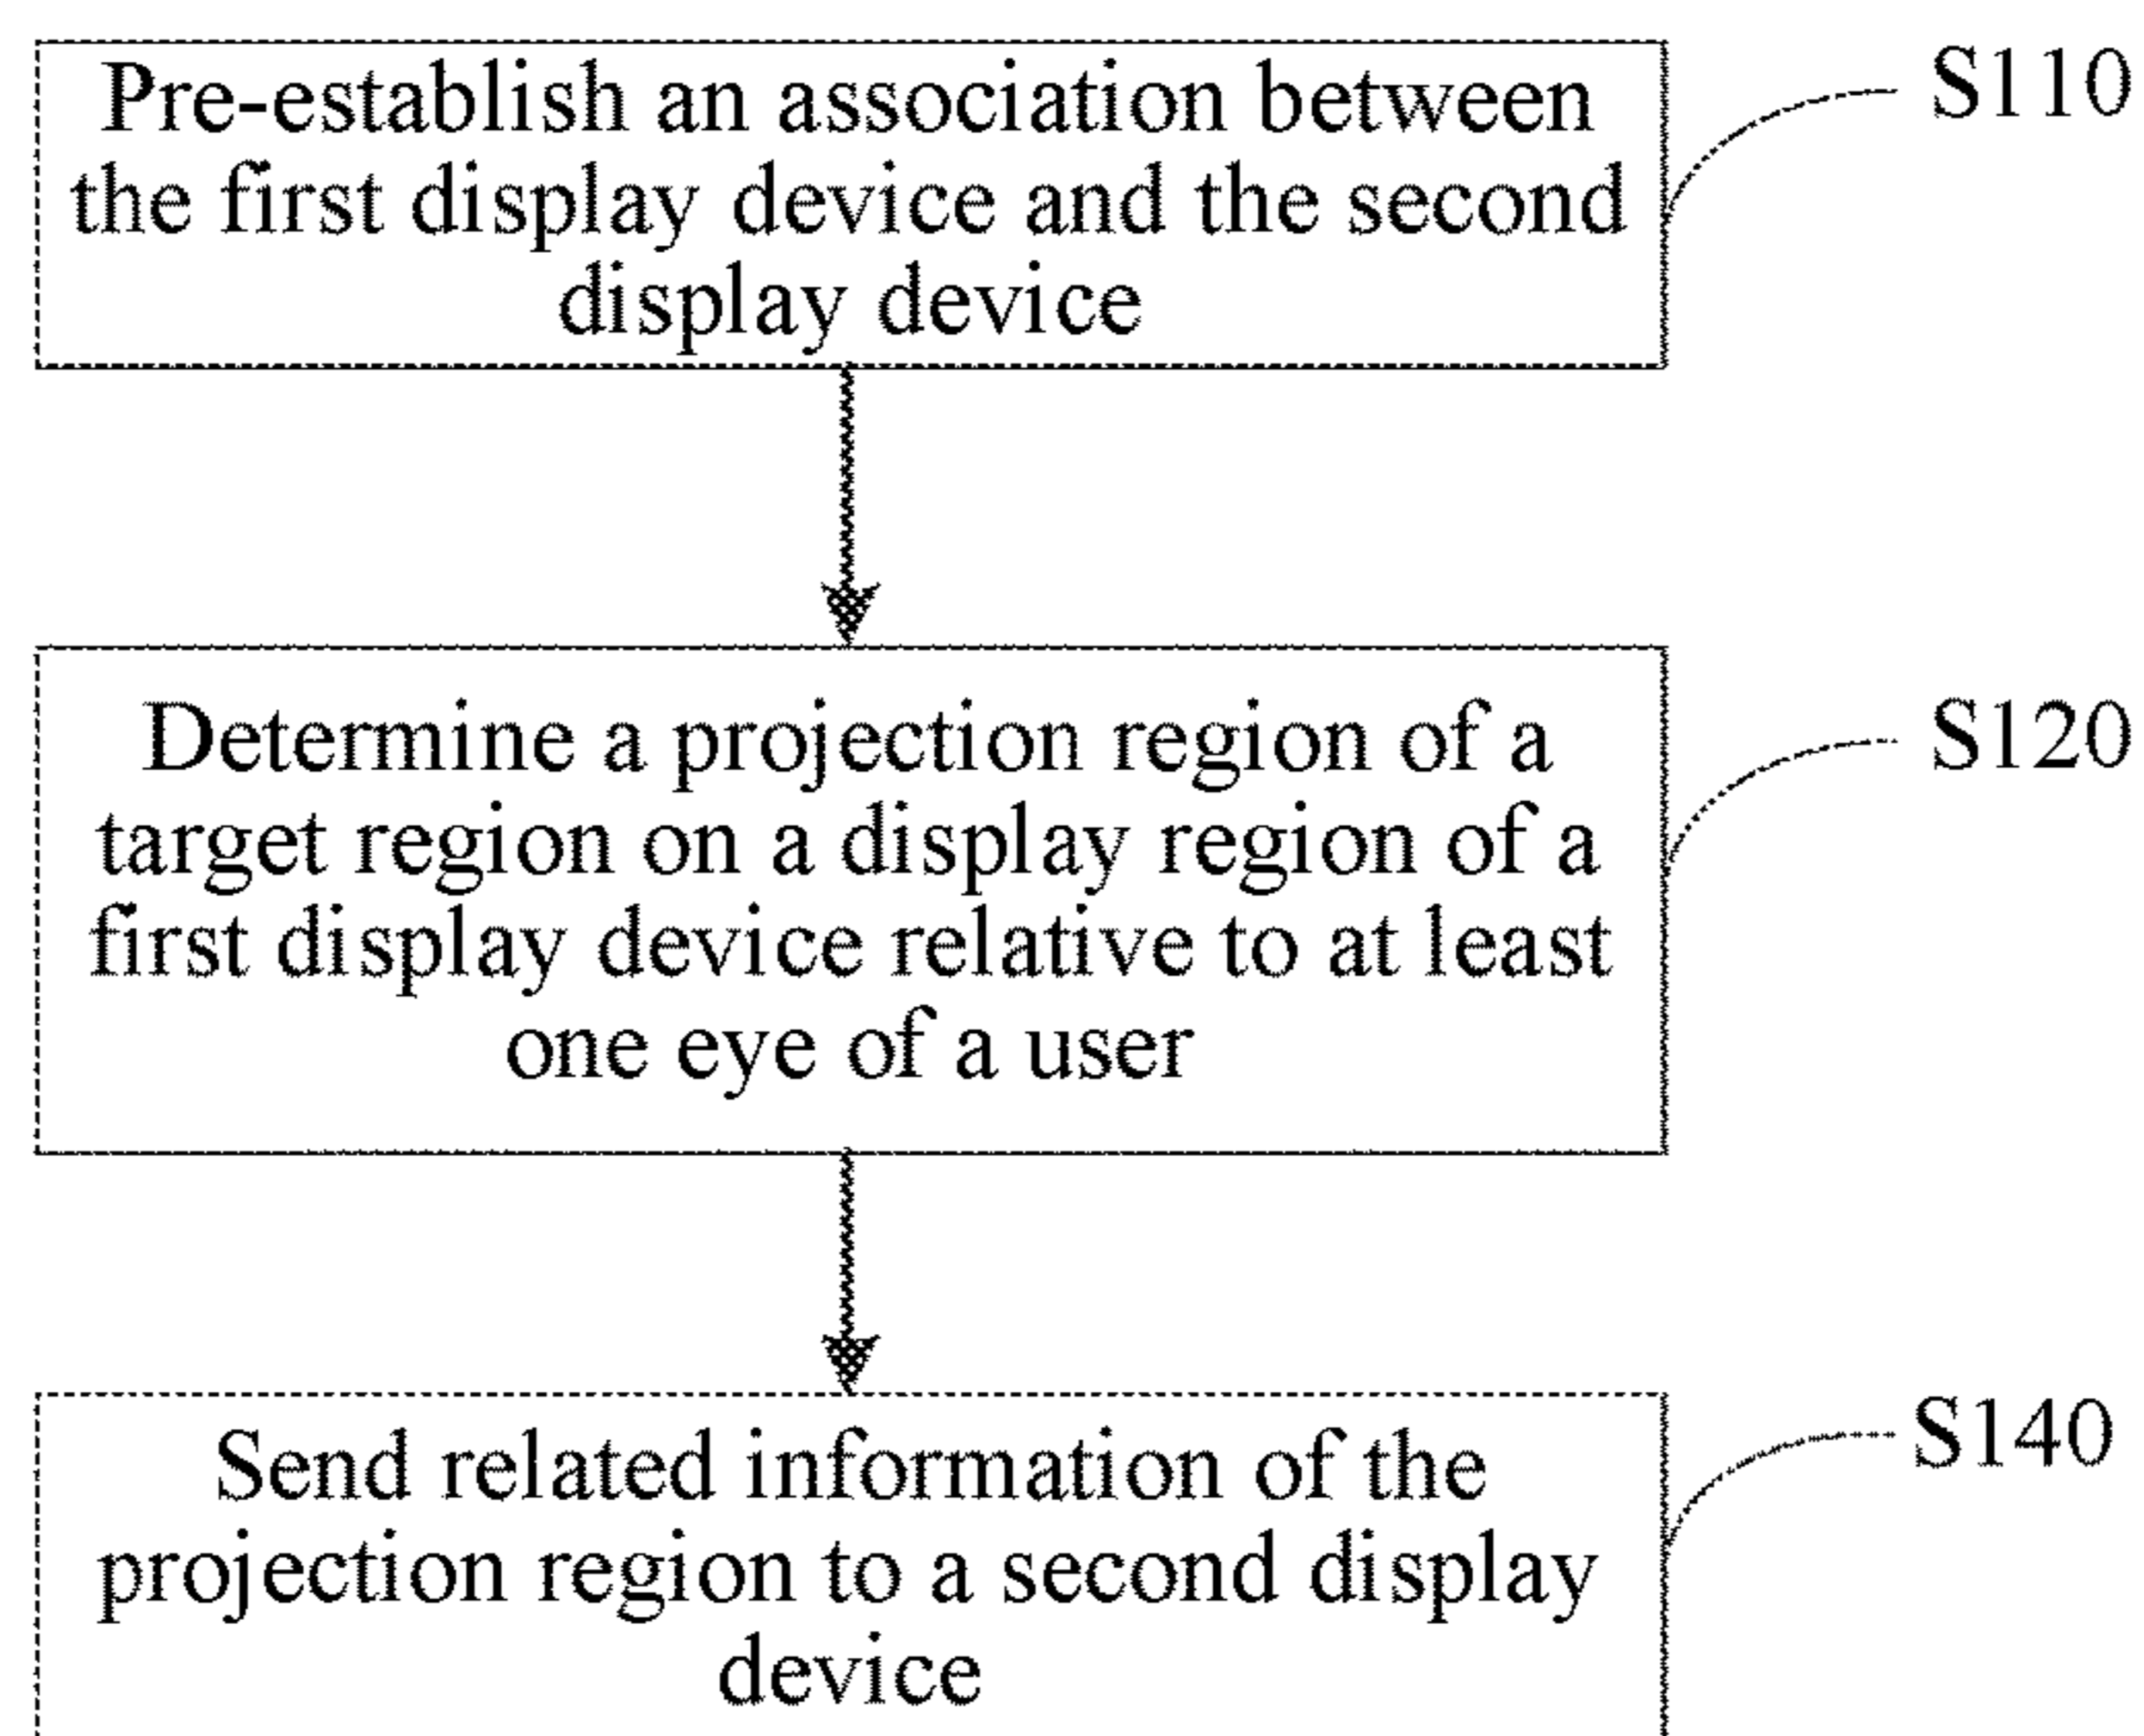 Pre-establish an association between
the first display device and the second
display device
S110
Determine a projection region of a
target region on a display region of a
first display device relative to at least
one eye of a user
S120
Send related information of the
projection region to a second display
device
S140